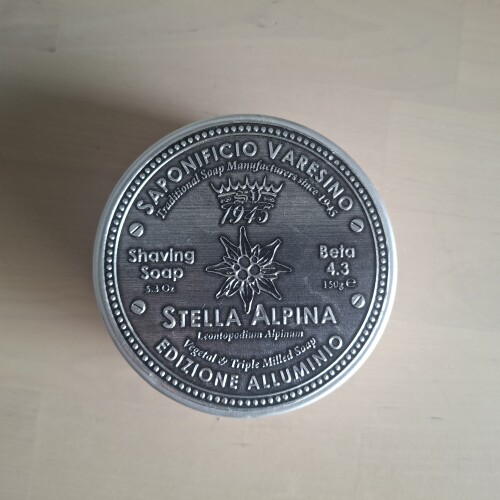 SAPONIFICIO VARESINO
Traditional Soap Manufacturers since 1945
SV
1945
Shaving
Soap
5.3 Oz
Beta
4.3
150g e
STELLA ALPINA
Leontopodium Alpinum
Vegetal & Triple Milled Soap
EDIZIONE ALLUMINIO